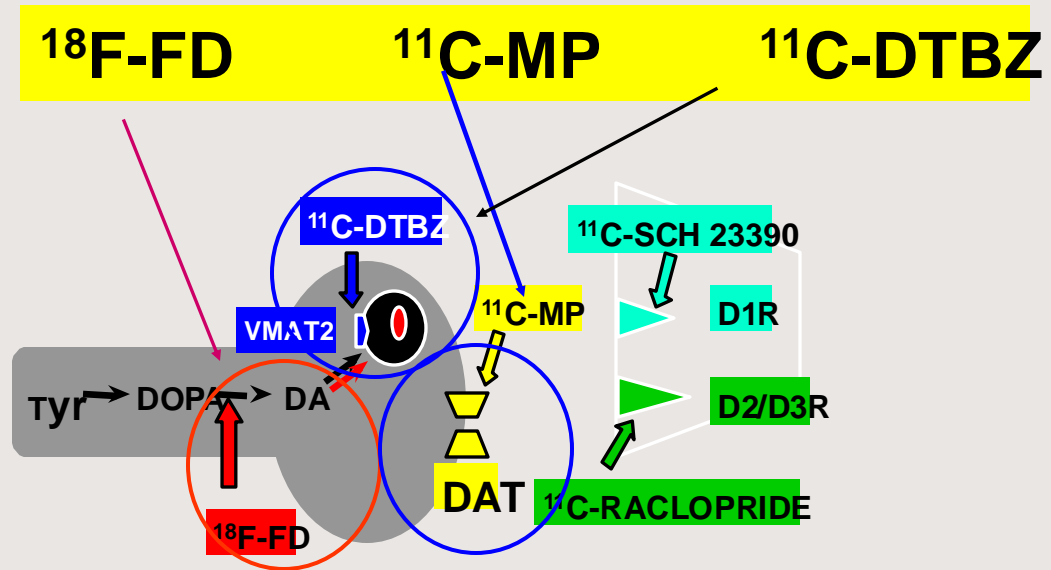 ¹⁸F-FD ¹¹C-MP ¹¹C-DTBZ
¹¹C-DTBZ
¹¹C-SCH 23390
¹¹C-MP
D1R
VMAT2
Tyr DOPA DA
D2/D3R
DAT
¹¹C-RACLOPRIDE
¹⁸F-FD